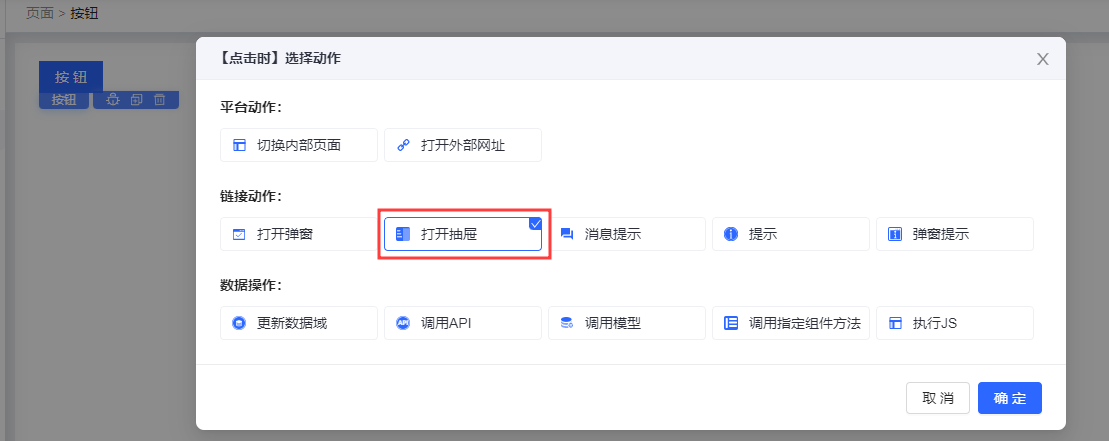 页面 > 按钮
按 钮
按钮
【点击时】选择动作
平台动作：
切换内部页面 打开外部网址
链接动作：
打开弹窗 打开抽屉 消息提示 提示 弹窗提示
数据操作：
更新数据域 API 调用API 调用模型 调用指定组件方法 执行JS
取 消 确 定